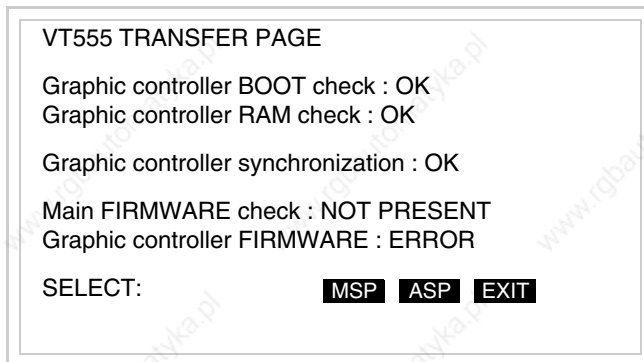 VT555 TRANSFER PAGE
Graphic controller BOOT check : OK
Graphic controller RAM check : OK
Graphic controller synchronization : OK
Main FIRMWARE check : NOT PRESENT
Graphic controller FIRMWARE : ERROR
SELECT: MSP ASP EXIT